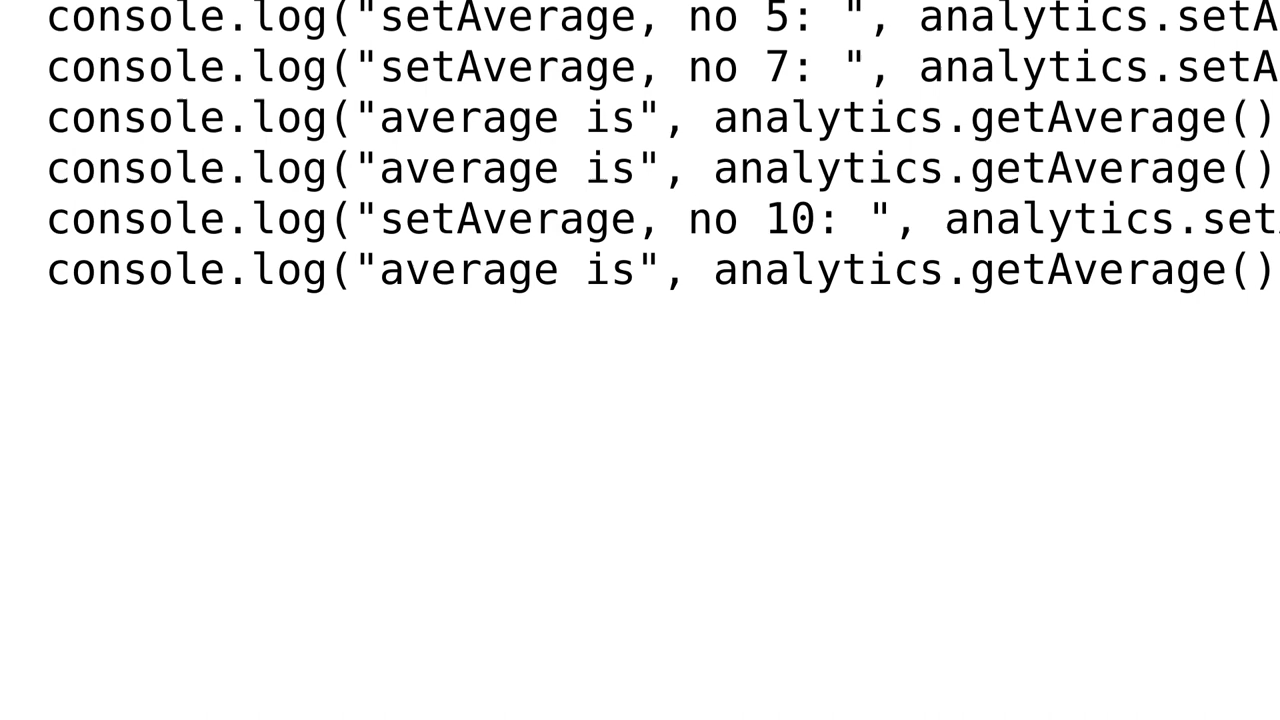 console.log("setAverage, no 5: ", analytics.setA
console.log("setAverage, no 7: ", analytics.setA
console.log("average is", analytics.getAverage()
console.log("average is", analytics.getAverage()
console.log("setAverage, no 10: ", analytics.set
console.log("average is", analytics.getAverage()